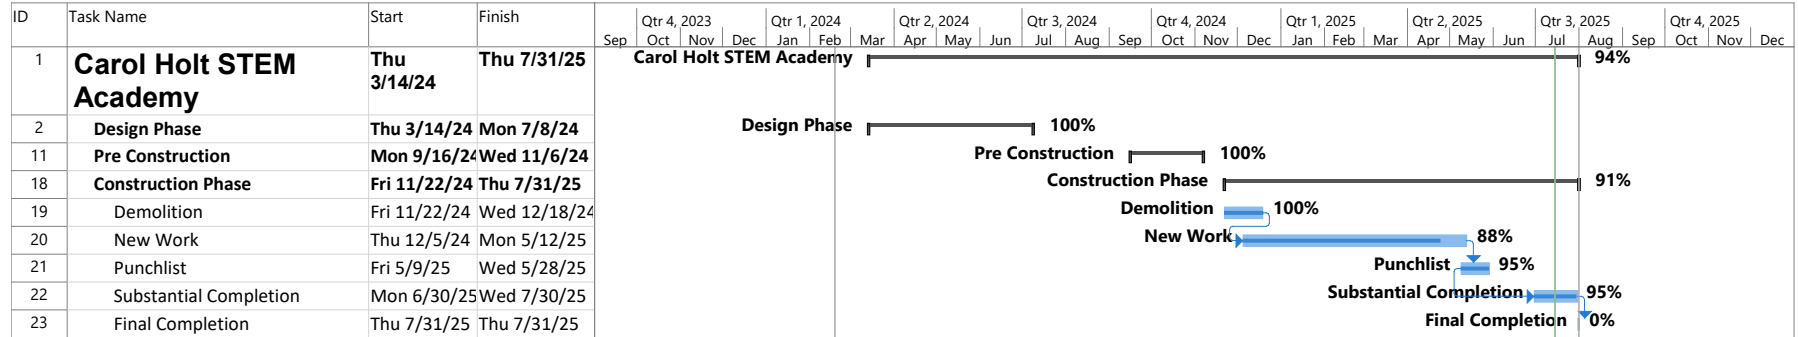 ID Task Name Start Finish Qtr 4, 2023 Qtr 1, 2024 Qtr 2, 2024 Qtr 3, 2024 Qtr 4, 2024 Qtr 1, 2025 Qtr 2, 2025 Qtr 3, 2025 Qtr 4, 2025
Sep Oct Nov Dec Jan Feb Mar Apr May Jun Jul Aug Sep Oct Nov Dec Jan Feb Mar Apr May Jun Jul Aug Sep Oct Nov Dec
1 Carol Holt STEM Thu Thu 7/31/25 Carol Holt STEM Academy 94%
Academy 3/14/24
2 Design Phase Thu 3/14/24 Mon 7/8/24 Design Phase 100%
11 Pre Construction Mon 9/16/24 Wed 11/6/24 Pre Construction 100%
18 Construction Phase Fri 11/22/24 Thu 7/31/25 Construction Phase 91%
19 Demolition Fri 11/22/24 Wed 12/18/24 Demolition 100%
20 New Work Thu 12/5/24 Mon 5/12/25 New Work 88%
21 Punchlist Fri 5/9/25 Wed 5/28/25 Punchlist 95%
22 Substantial Completion Mon 6/30/25 Wed 7/30/25 Substantial Completion 95%
23 Final Completion Thu 7/31/25 Thu 7/31/25 Final Completion 0%